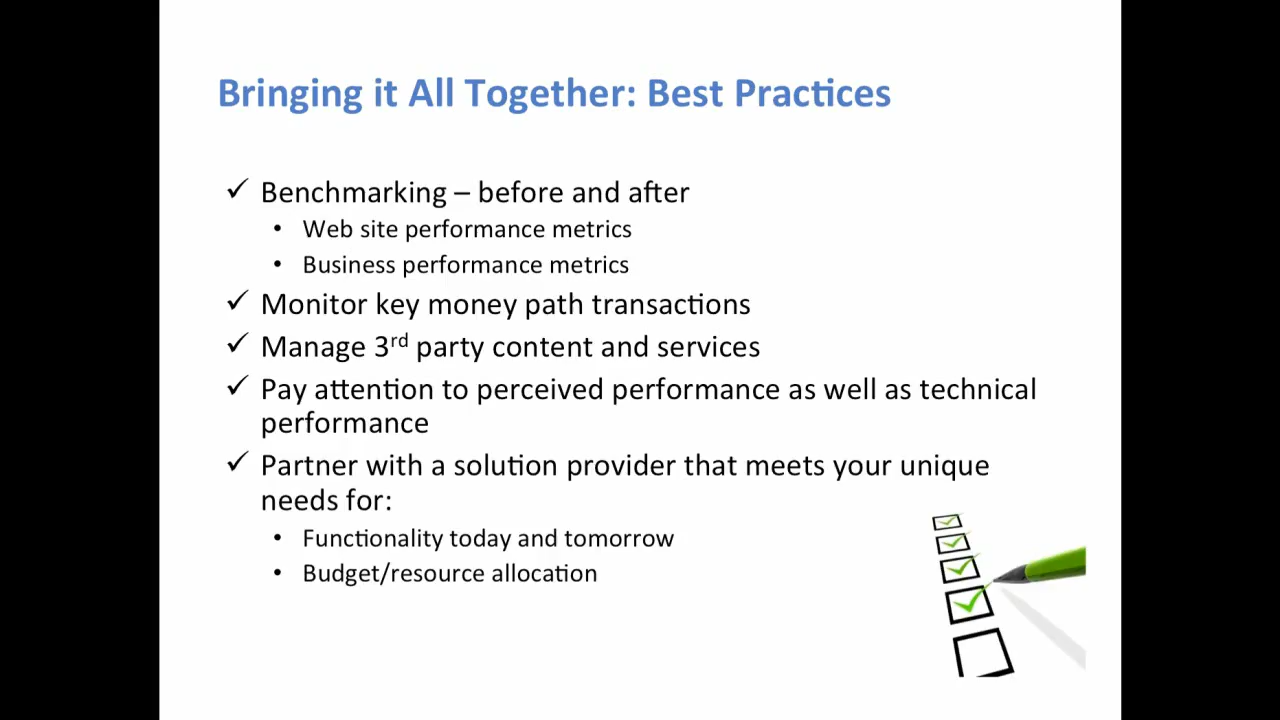 Bringing it All Together: Best Practices
✓ Benchmarking – before and after
• Web site performance metrics
• Business performance metrics
✓ Monitor key money path transactions
✓ Manage 3rd party content and services
✓ Pay attention to perceived performance as well as technical
performance
✓ Partner with a solution provider that meets your unique
needs for:
• Functionality today and tomorrow
• Budget/resource allocation